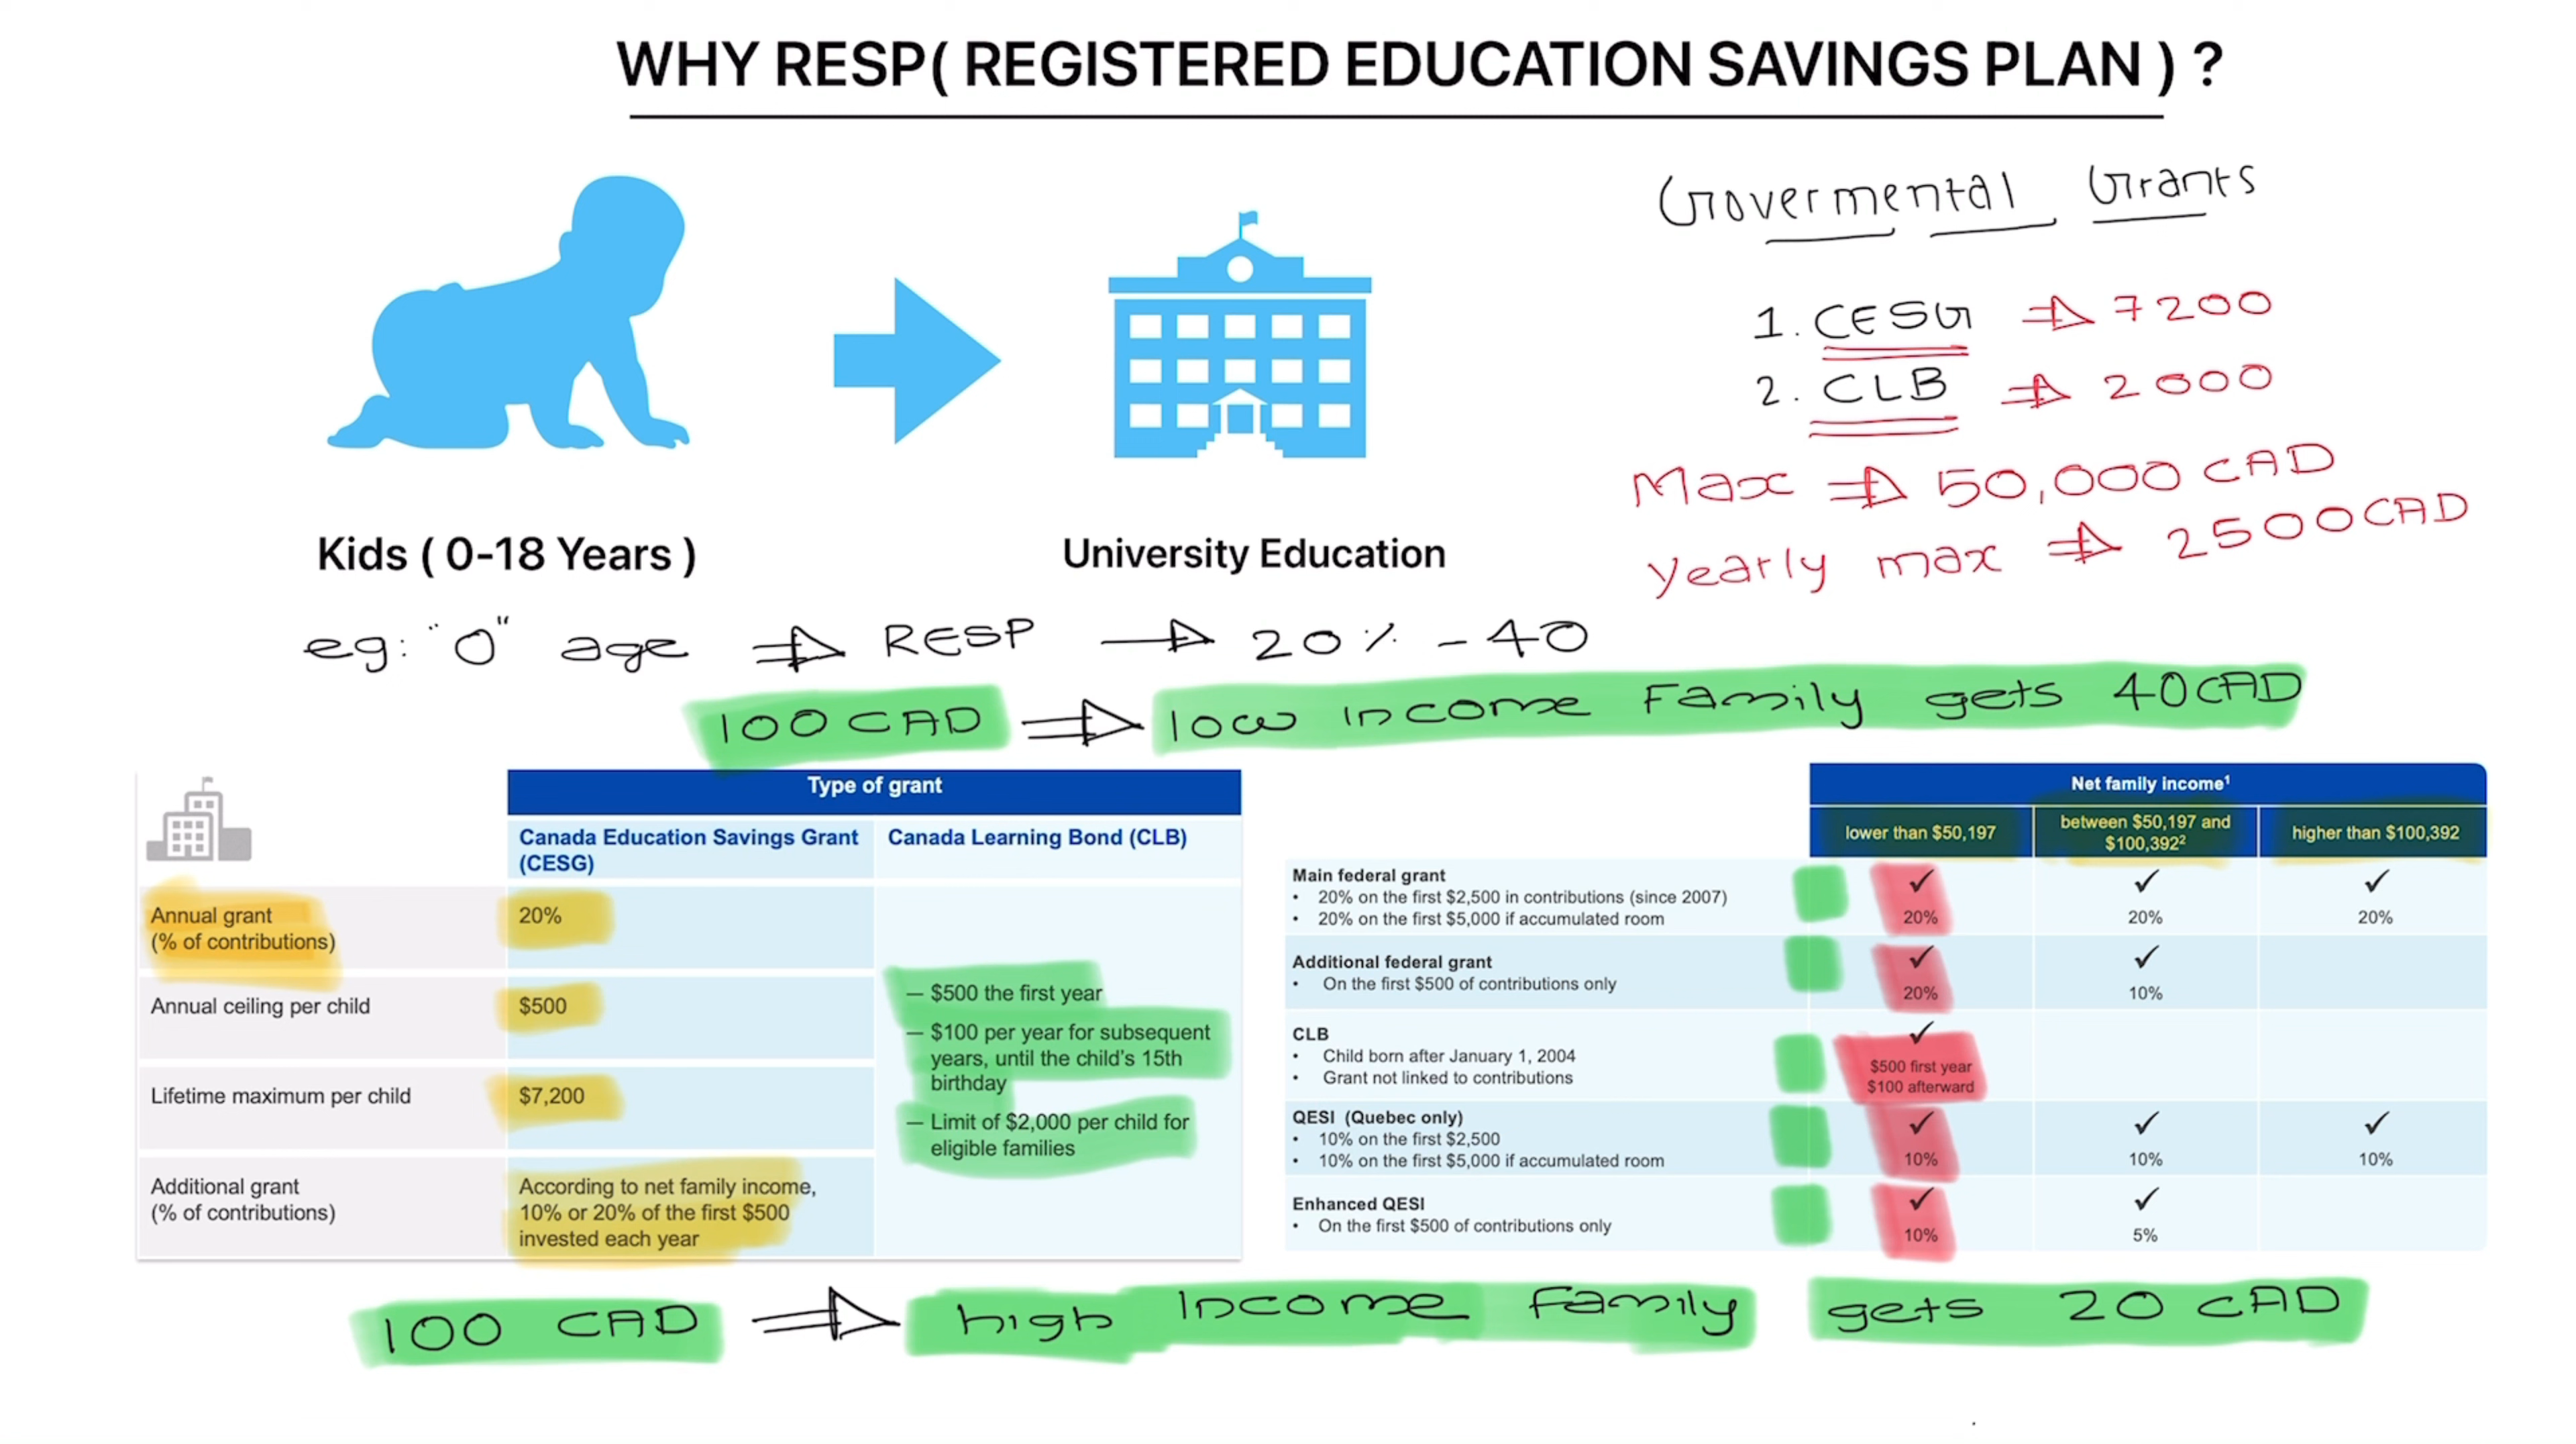 WHY RESP( REGISTERED EDUCATION SAVINGS PLAN ) ?
Govermental Grants
1. CESG ⇒ 7200
2. CLB ⇒ 2000
Max ⇒ 50,000 CAD
Yearly max ⇒ 2500 CAD
Kids ( 0-18 Years )
University Education
eg: "0" age ⇒ RESP → 20% - 40
100 CAD ⇒ low income Family gets 40 CAD
Type of grant
Canada Education Savings Grant
(CESG)
Canada Learning Bond (CLB)
Annual grant
(% of contributions)
20%
Annual ceiling per child
$500
Lifetime maximum per child
$7,200
Additional grant
(% of contributions)
According to net family income,
10% or 20% of the first $500
invested each year
— $500 the first year
— $100 per year for subsequent
years, until the child's 15th
birthday
— Limit of $2,000 per child for
eligible families
Net family income¹
lower than $50,197
between $50,197 and
$100,392²
higher than $100,392
Main federal grant
• 20% on the first $2,500 in contributions (since 2007)
• 20% on the first $5,000 if accumulated room
✓ ✓ ✓
20% 20% 20%
Additional federal grant
• On the first $500 of contributions only
✓ ✓
20% 10%
CLB
• Child born after January 1, 2004
• Grant not linked to contributions
✓
$500 first year
$100 afterward
QESI (Quebec only)
• 10% on the first $2,500
• 10% on the first $5,000 if accumulated room
✓ ✓ ✓
10% 10% 10%
Enhanced QESI
• On the first $500 of contributions only
✓ ✓
10% 5%
100 CAD ⇒ high Income family gets 20 CAD